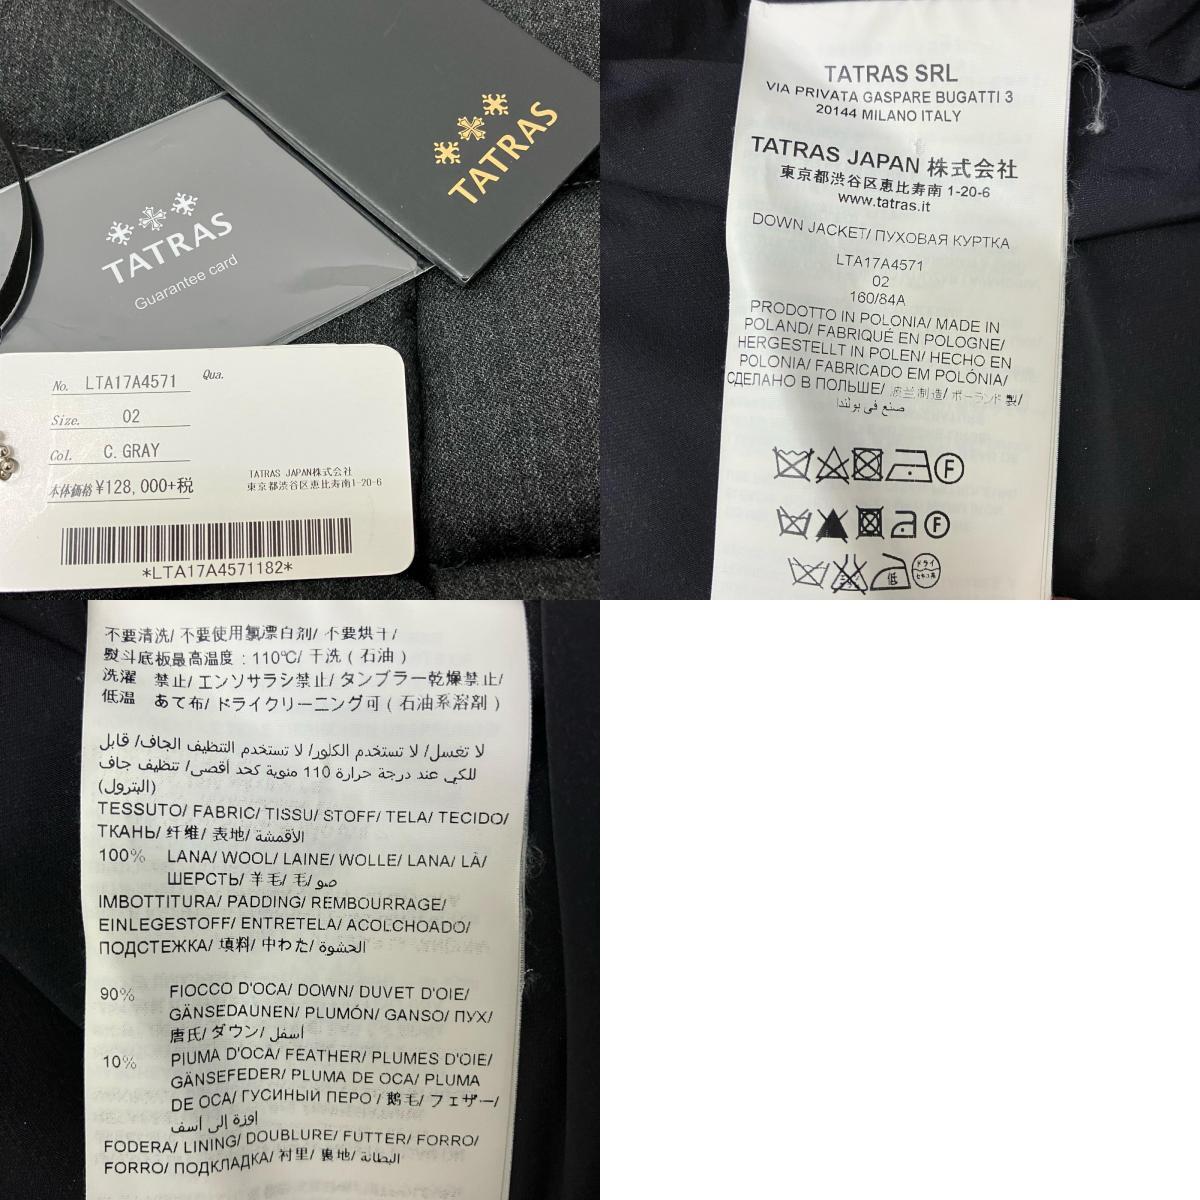 TATRAS
TATRAS
Guarantee card
No. LTA17A4571 Qua.
Size. 02
Col. C.GRAY
本体価格 ¥128,000+税
TATRAS JAPAN株式会社
東京都渋谷区恵比寿南1-20-6
*LTA17A4571182*
TATRAS SRL
VIA PRIVATA GASPARE BUGATTI 3
20144 MILANO ITALY
TATRAS JAPAN 株式会社
東京都渋谷区恵比寿南 1-20-6
www.tatras.it
DOWN JACKET/ ПУХОВАЯ КУРТКА
LTA17A4571
02
160/84A
PRODOTTO IN POLONIA/ MADE IN
POLAND/ FABRIQUÉ EN POLOGNE/
HERGESTELLT IN POLEN/ HECHO EN
POLONIA/ FABRICADO EM POLÓNIA/
СДЕЛАНО В ПОЛЬШЕ/ 波兰制造/ ポーランド製/
صنع في بولندا
F
F
低 ドライ セキユ系
不要清洗/ 不要使用氯漂白剂/ 不要烘干/
熨斗底板最高温度 : 110℃/ 干洗 ( 石油 )
洗濯 禁止/ エンソサラシ禁止/ タンブラー乾燥禁止/
低温 あて布/ ドライクリーニング可 ( 石油系溶剤 )
لا تغسل/ لا تستخدم الكلور/ لا تستخدم التنظيف الجاف/ قابل
للكي عند درجة حرارة 110 منوية كحد أقصى/ تنظيف جاف
(البترول)
TESSUTO/ FABRIC/ TISSU/ STOFF/ TELA/ TECIDO/
ТКАНЬ/ 纤维/ 表地/ الأقمشة
100% LANA/ WOOL/ LAINE/ WOLLE/ LANA/ LÃ/
ШЕРСТЬ/ 羊毛/ 毛/ صو
IMBOTTITURA/ PADDING/ REMBOURRAGE/
EINLEGESTOFF/ ENTRETELA/ ACOLCHOADO/
ПОДСТЕЖКА/ 填料/ 中わた/ الحشوة
90% FIOCCO D'OCA/ DOWN/ DUVET D'OIE/
GÄNSEDAUNEN/ PLUMÓN/ GANSO/ ПУХ/
唐氏/ ダウン/ أسفل
10% PIUMA D'OCA/ FEATHER/ PLUMES D'OIE/
GÄNSEFEDER/ PLUMA DE OCA/ PLUMA
DE OCA/ ГУСИНЫЙ ПЕРО / 鹅毛/ フェザー/
اوزة إلى أسف
FODERA/ LINING/ DOUBLURE/ FUTTER/ FORRO/
FORRO/ ПОДКЛАДКА/ 衬里/ 裏地/ البطانة